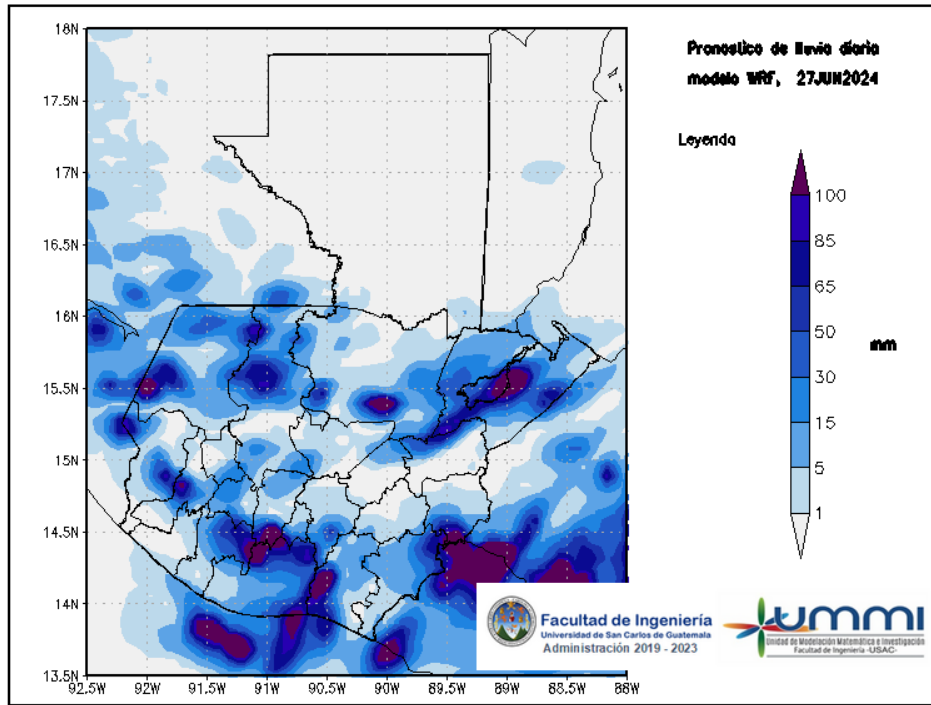 18N
17.5N
17N
16.5N
16N
15.5N
15N
14.5N
14N
13.5N
92.5W
92W
91.5W
91W
90.5W
90W
89.5W
89W
88.5W
88W
Pronostico de lluvia diaria
modelo WRf, 27JUN2024
Leyenda
100
85
65
50
30
15
5
1
mm
Facultad de Ingeniería
Universidad de San Carlos de Guatemala
Administración 2019 - 2023
ummi
Unidad de Modelación Matemática e Investigación
Facultad de Ingeniería -USAC-